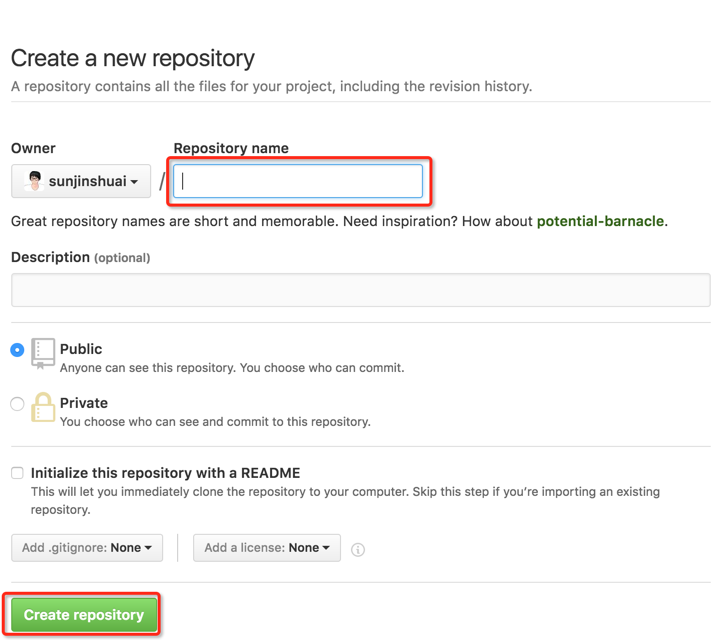 Create a new repository
A repository contains all the files for your project, including the revision history.
Owner Repository name
sunjinshuai /
Great repository names are short and memorable. Need inspiration? How about potential-barnacle.
Description (optional)
Public
Anyone can see this repository. You choose who can commit.
Private
You choose who can see and commit to this repository.
Initialize this repository with a README
This will let you immediately clone the repository to your computer. Skip this step if you’re importing an existing
repository.
Add .gitignore: None Add a license: None
Create repository